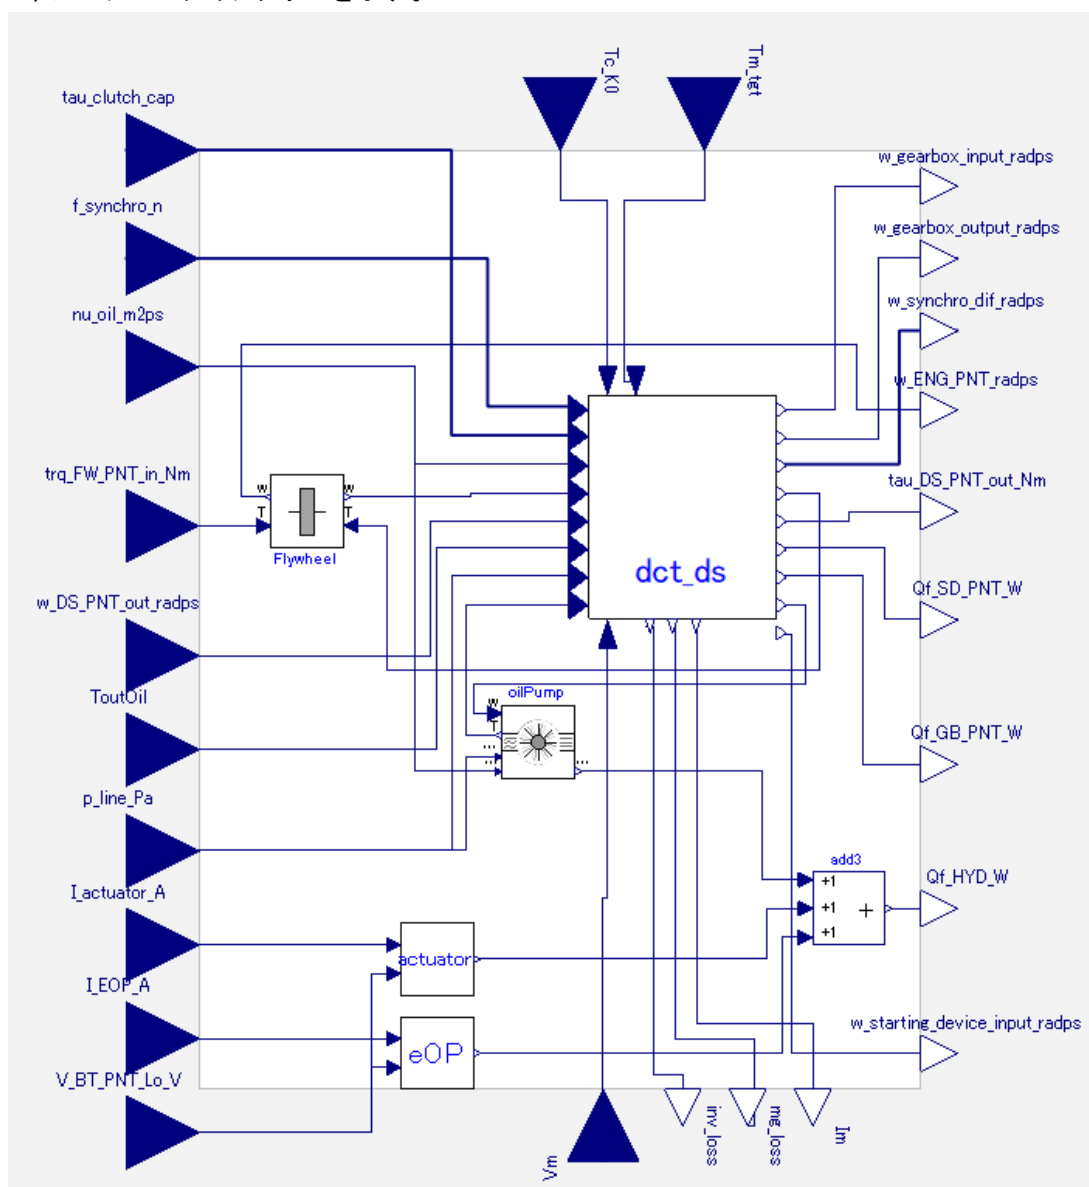 Tc_K0
Tm_tgt
tau_clutch_cap
f_synchro_n
nu_oil_m2ps
trq_FW_PNT_in_Nm
w_DS_PNT_out_radps
ToutOil
p_line_Pa
I_actuator_A
I_EOP_A
V_BT_PNT_Lo_V
w
w
T
T
Flywheel
dct_ds
oilPump
w
T
...
...
...
actuator
eOP
add3
+1
+1
+1
+
w_gearbox_input_radps
w_gearbox_output_radps
w_synchro_dif_radps
w_ENG_PNT_radps
tau_DS_PNT_out_Nm
Qf_SD_PNT_W
Qf_GB_PNT_W
Qf_HYD_W
w_starting_device_input_radps
Vm
inv_loss
mg_loss
Im